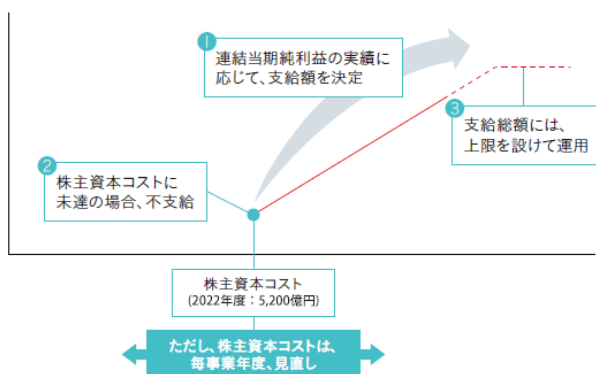 1
連結当期純利益の実績に
応じて、支給額を決定
2
株主資本コストに
未達の場合、不支給
3
支給総額には、
上限を設けて運用
株主資本コスト
(2022年度：5,200億円)
ただし、株主資本コストは、
毎事業年度、見直し